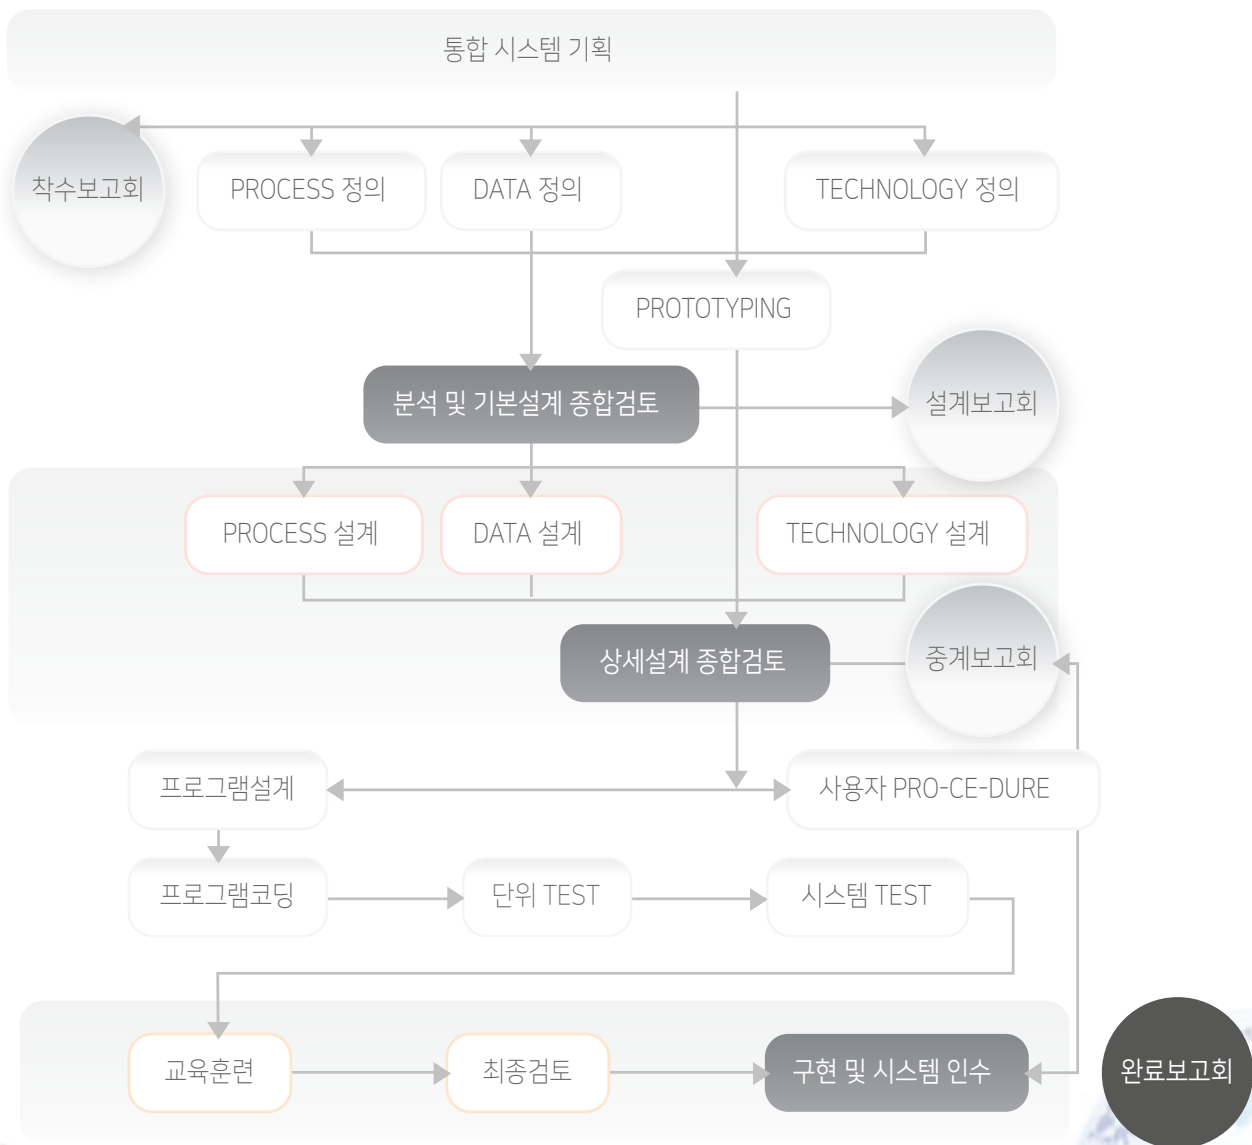 통합 시스템 기획
착수보고회
PROCESS 정의
DATA 정의
TECHNOLOGY 정의
PROTOTYPING
분석 및 기본설계 종합검토
설계보고회
PROCESS 설계
DATA 설계
TECHNOLOGY 설계
상세설계 종합검토
중계보고회
프로그램설계
사용자 PRO-CE-DURE
프로그램코딩
단위 TEST
시스템 TEST
교육훈련
최종검토
구현 및 시스템 인수
완료보고회